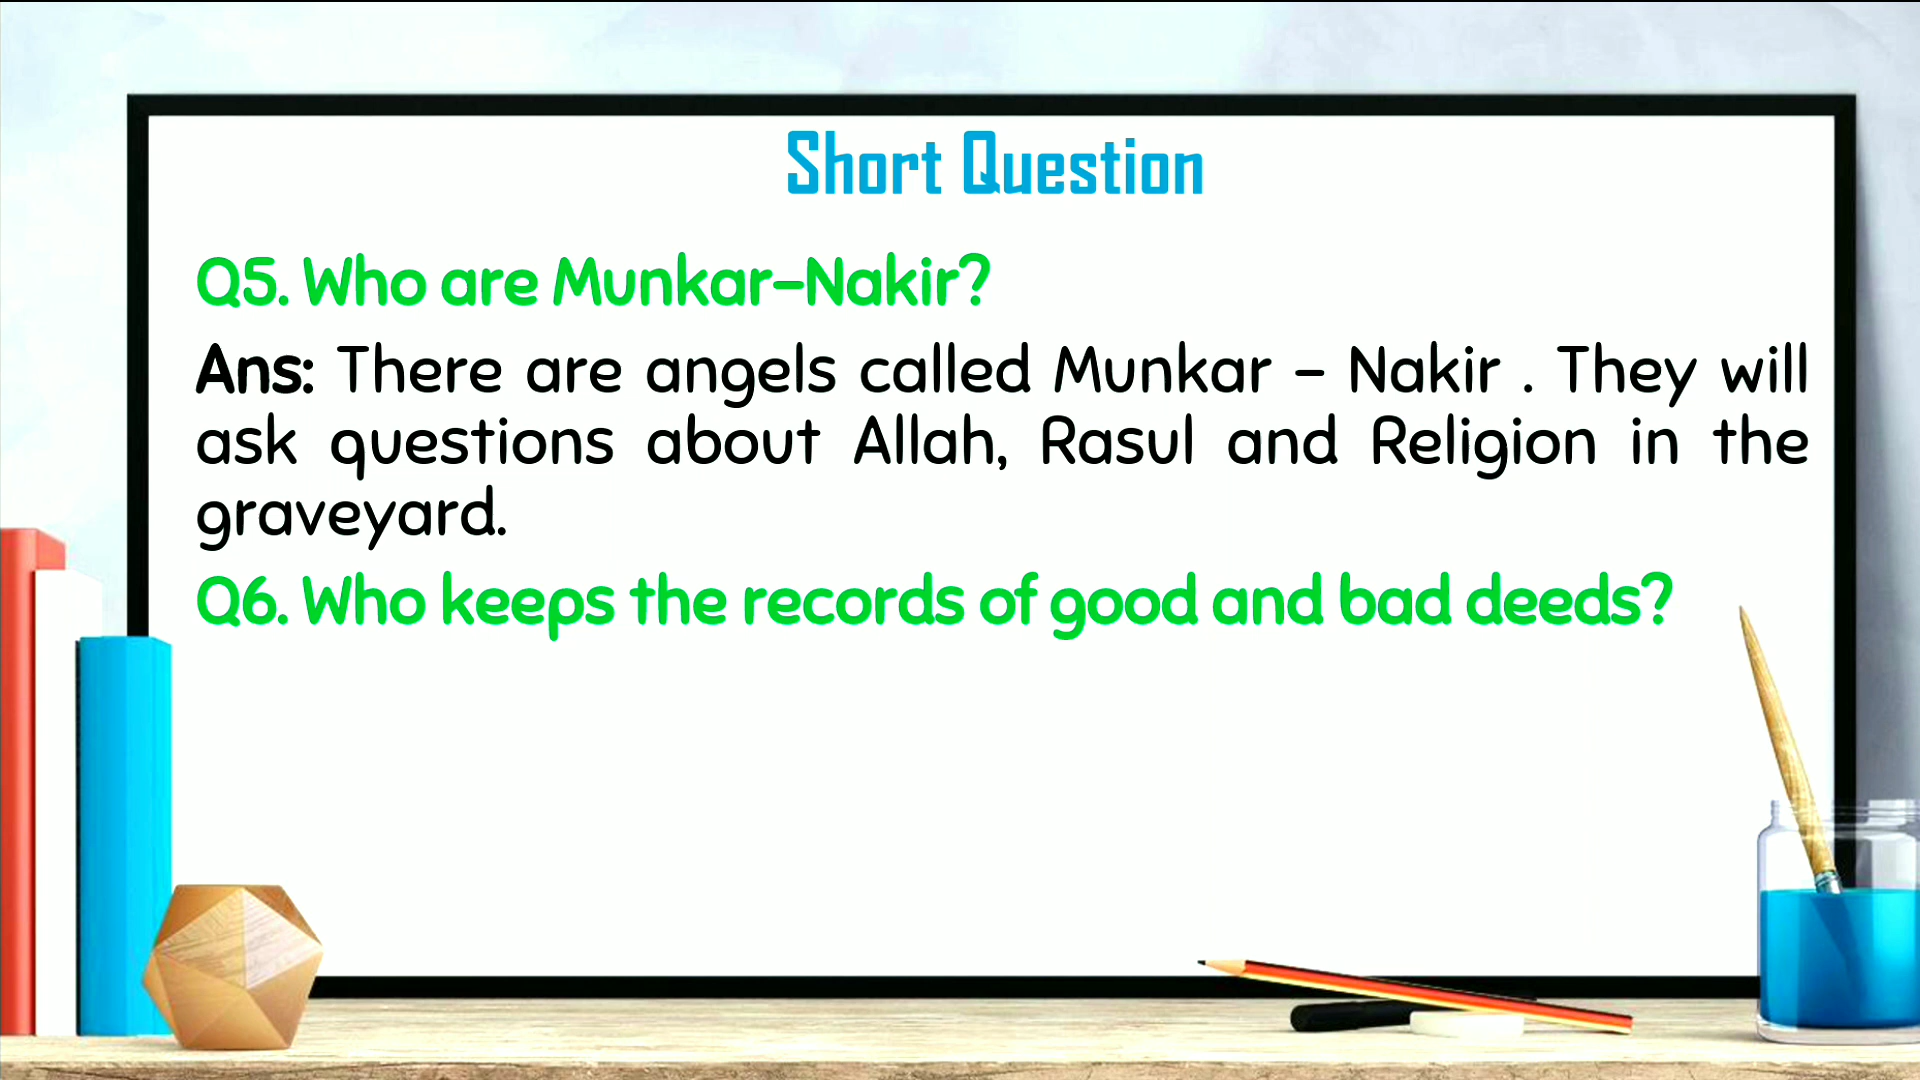 Short Question
Q5. Who are Munkar-Nakir?
Ans: There are angels called Munkar - Nakir . They will
ask questions about Allah, Rasul and Religion in the
graveyard.
Q6. Who keeps the records of good and bad deeds?